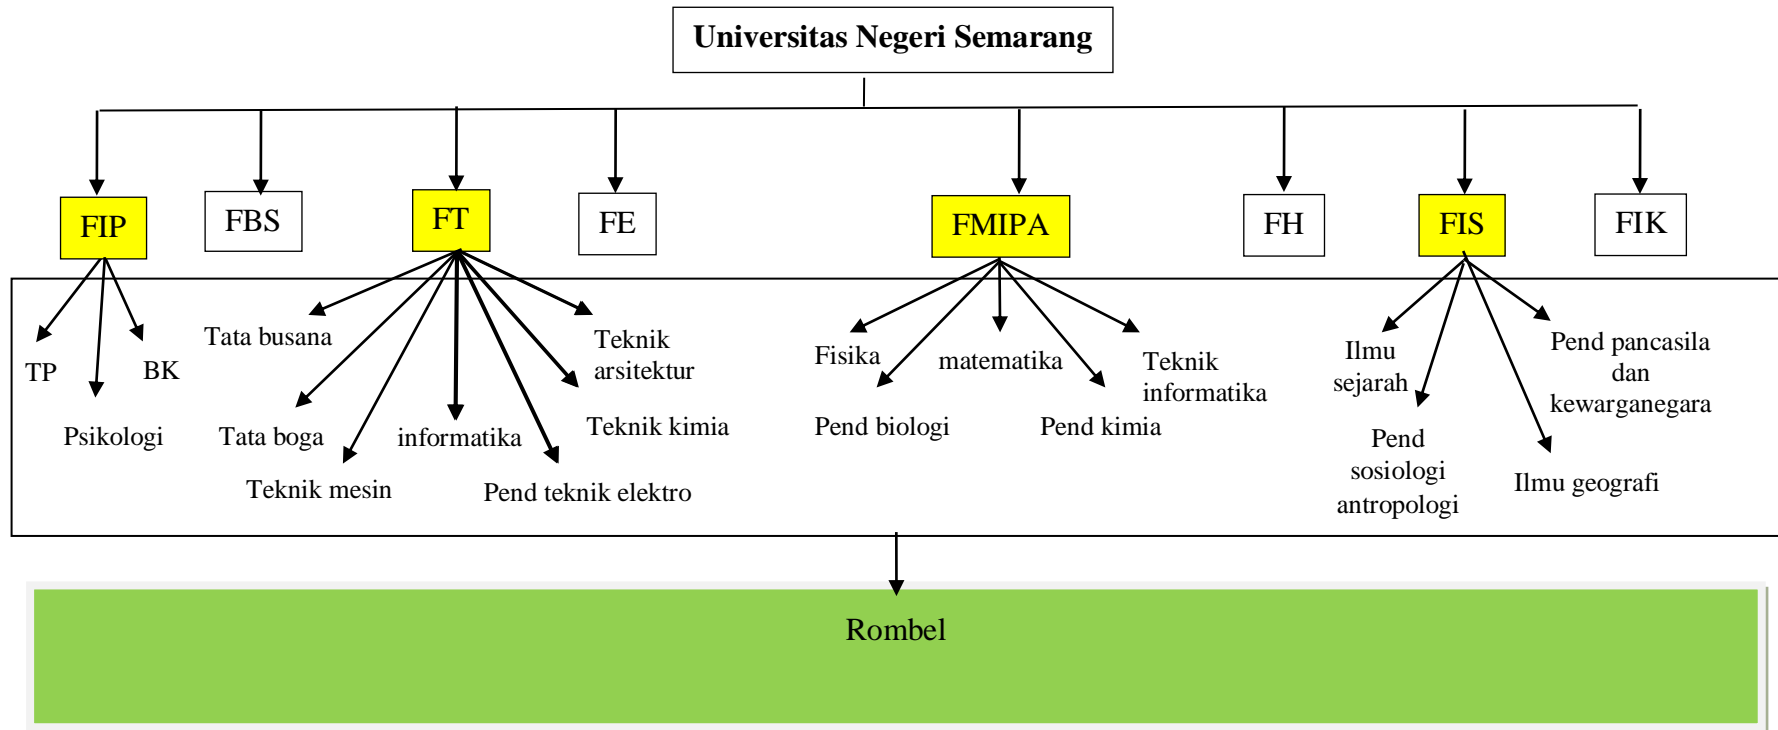 Universitas Negeri Semarang
FIP
FBS
FT
FE
FMIPA
FH
FIS
FIK
TP
Psikologi
BK
Tata busana
Tata boga
Teknik mesin
informatika
Pend teknik elektro
Teknik kimia
Teknik
arsitektur
Fisika
Pend biologi
matematika
Pend kimia
Teknik
informatika
Ilmu
sejarah
Pend
sosiologi
antropologi
Ilmu geografi
Pend pancasila
dan
kewarganegara
Rombel